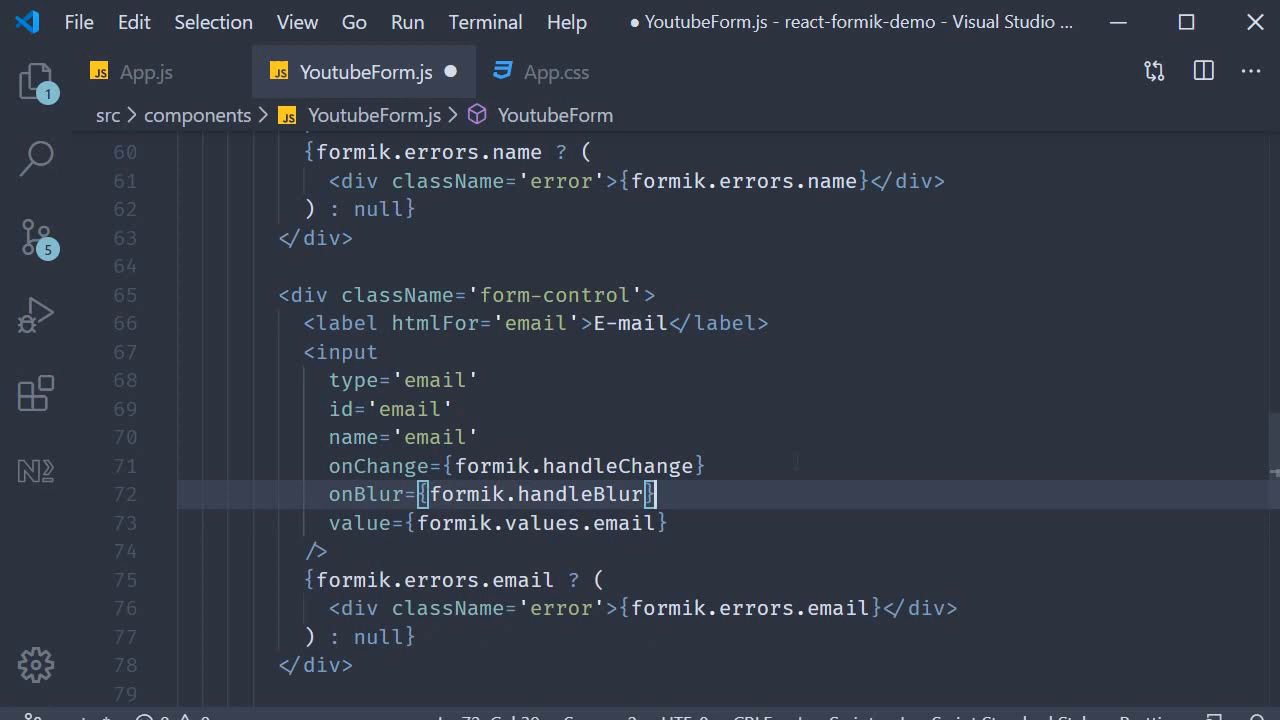 File Edit Selection View Go Run Terminal Help ● YoutubeForm.js - react-formik-demo - Visual Studio ...
JS App.js JS YoutubeForm.js ● App.css ...
src > components > JS YoutubeForm.js > YoutubeForm
1
5
60 {formik.errors.name ? (
61 <div className='error'>{formik.errors.name}</div>
62 ) : null}
63 </div>
64
65 <div className='form-control'>
66 <label htmlFor='email'>E-mail</label>
67 <input
68 type='email'
69 id='email'
70 name='email'
71 onChange={formik.handleChange}
72 onBlur={formik.handleBlur}
73 value={formik.values.email}
74 />
75 {formik.errors.email ? (
76 <div className='error'>{formik.errors.email}</div>
77 ) : null}
78 </div>
79